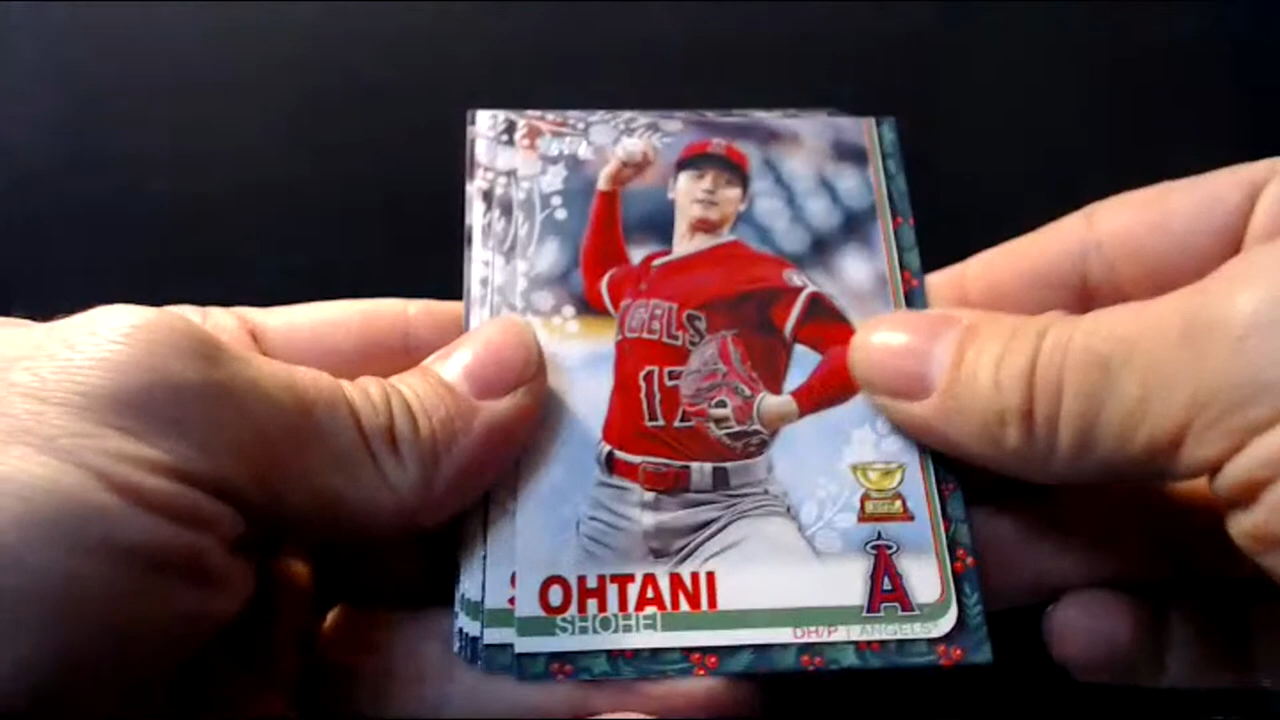 ANGELS
17
OHTANI
SHOHEI
DH/P | ANGELS
A